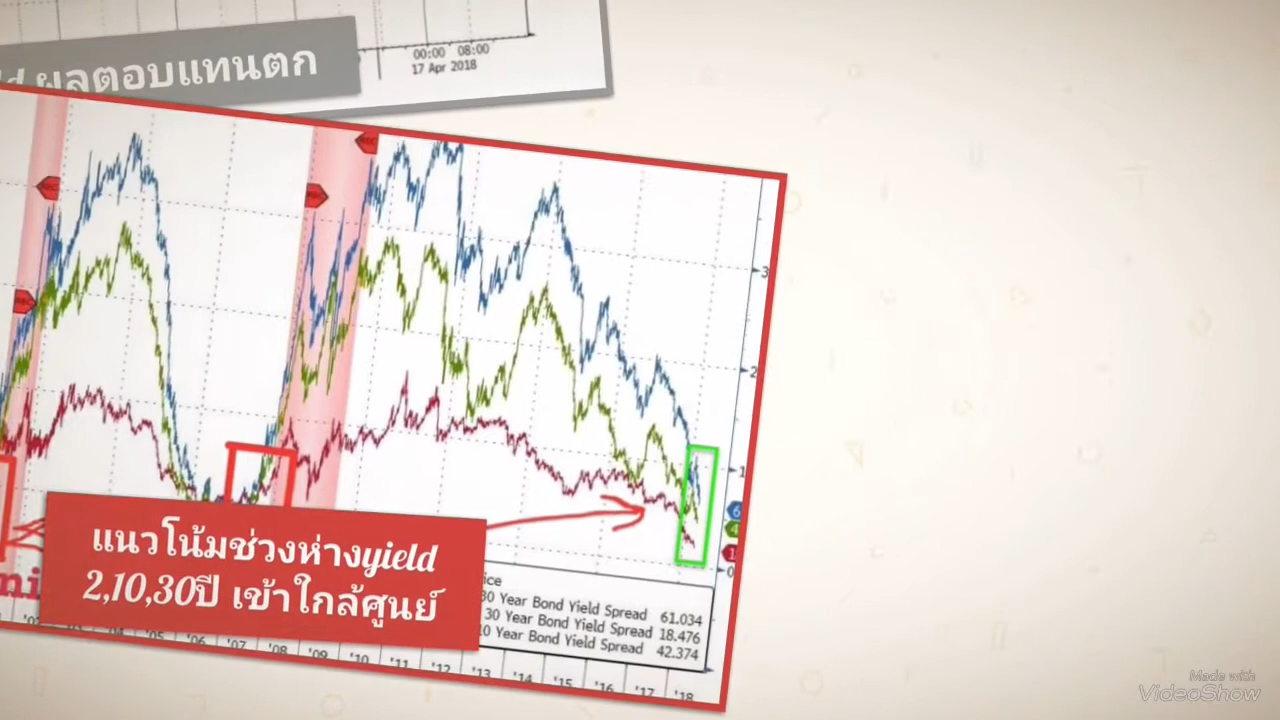 ผลตอบแทนตก
00:00 08:00
17 Apr 2018
3
2
1
0
แนวโน้มช่วงห่างyield
2,10,30ปี เข้าใกล้ศูนย์
30 Year Bond Yield Spread 61.034
30 Year Bond Yield Spread 18.476
10 Year Bond Yield Spread 42.374
'05 '06 '07 '08 '09 '10 '11 '12 '13 '14 '15 '16 '17 '18
Made with
VideoShow